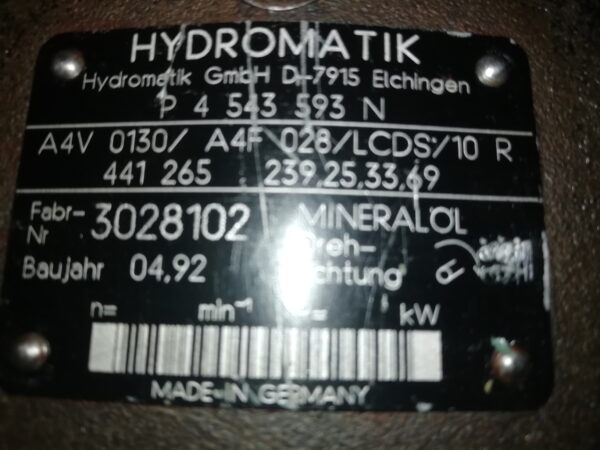 HYDROMATIK
Hydromatik GmbH D-7915 Elchingen
P 4 543 593 N
A4V 0130/ A4F 028/LCDS/10 R
441 265 239,25,33,69
Fabr-Nr 3028102 MINERALÖL
Baujahr 04,92
n= min⁻¹ = kW
MADE-IN GERMANY